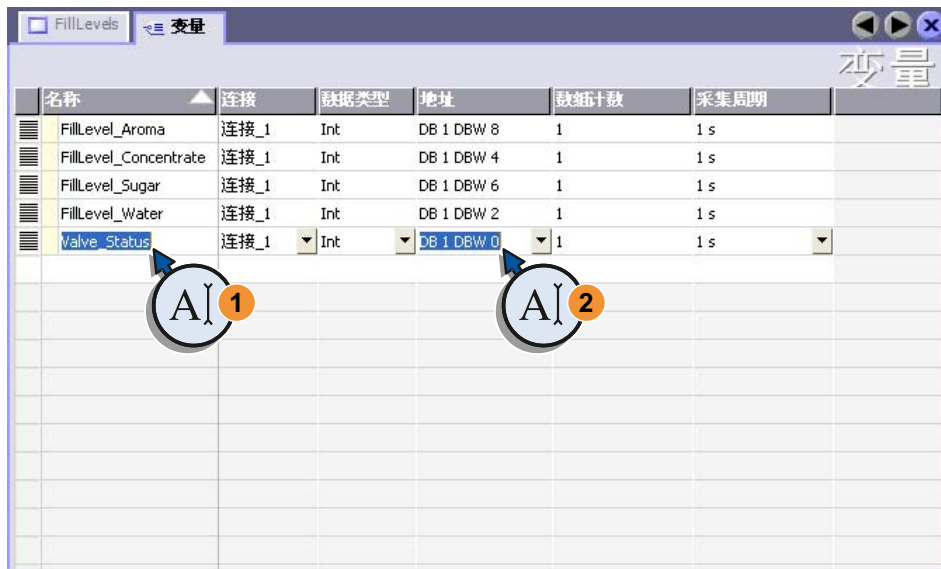 FillLevels 变量
变量
名称 连接 数据类型 地址 数组计数 采集周期
FillLevel_Aroma 连接_1 Int DB 1 DBW 8 1 1 s
FillLevel_Concentrate 连接_1 Int DB 1 DBW 4 1 1 s
FillLevel_Sugar 连接_1 Int DB 1 DBW 6 1 1 s
FillLevel_Water 连接_1 Int DB 1 DBW 2 1 1 s
Valve_Status 连接_1 Int DB 1 DBW 0 1 1 s
A 1 A 2